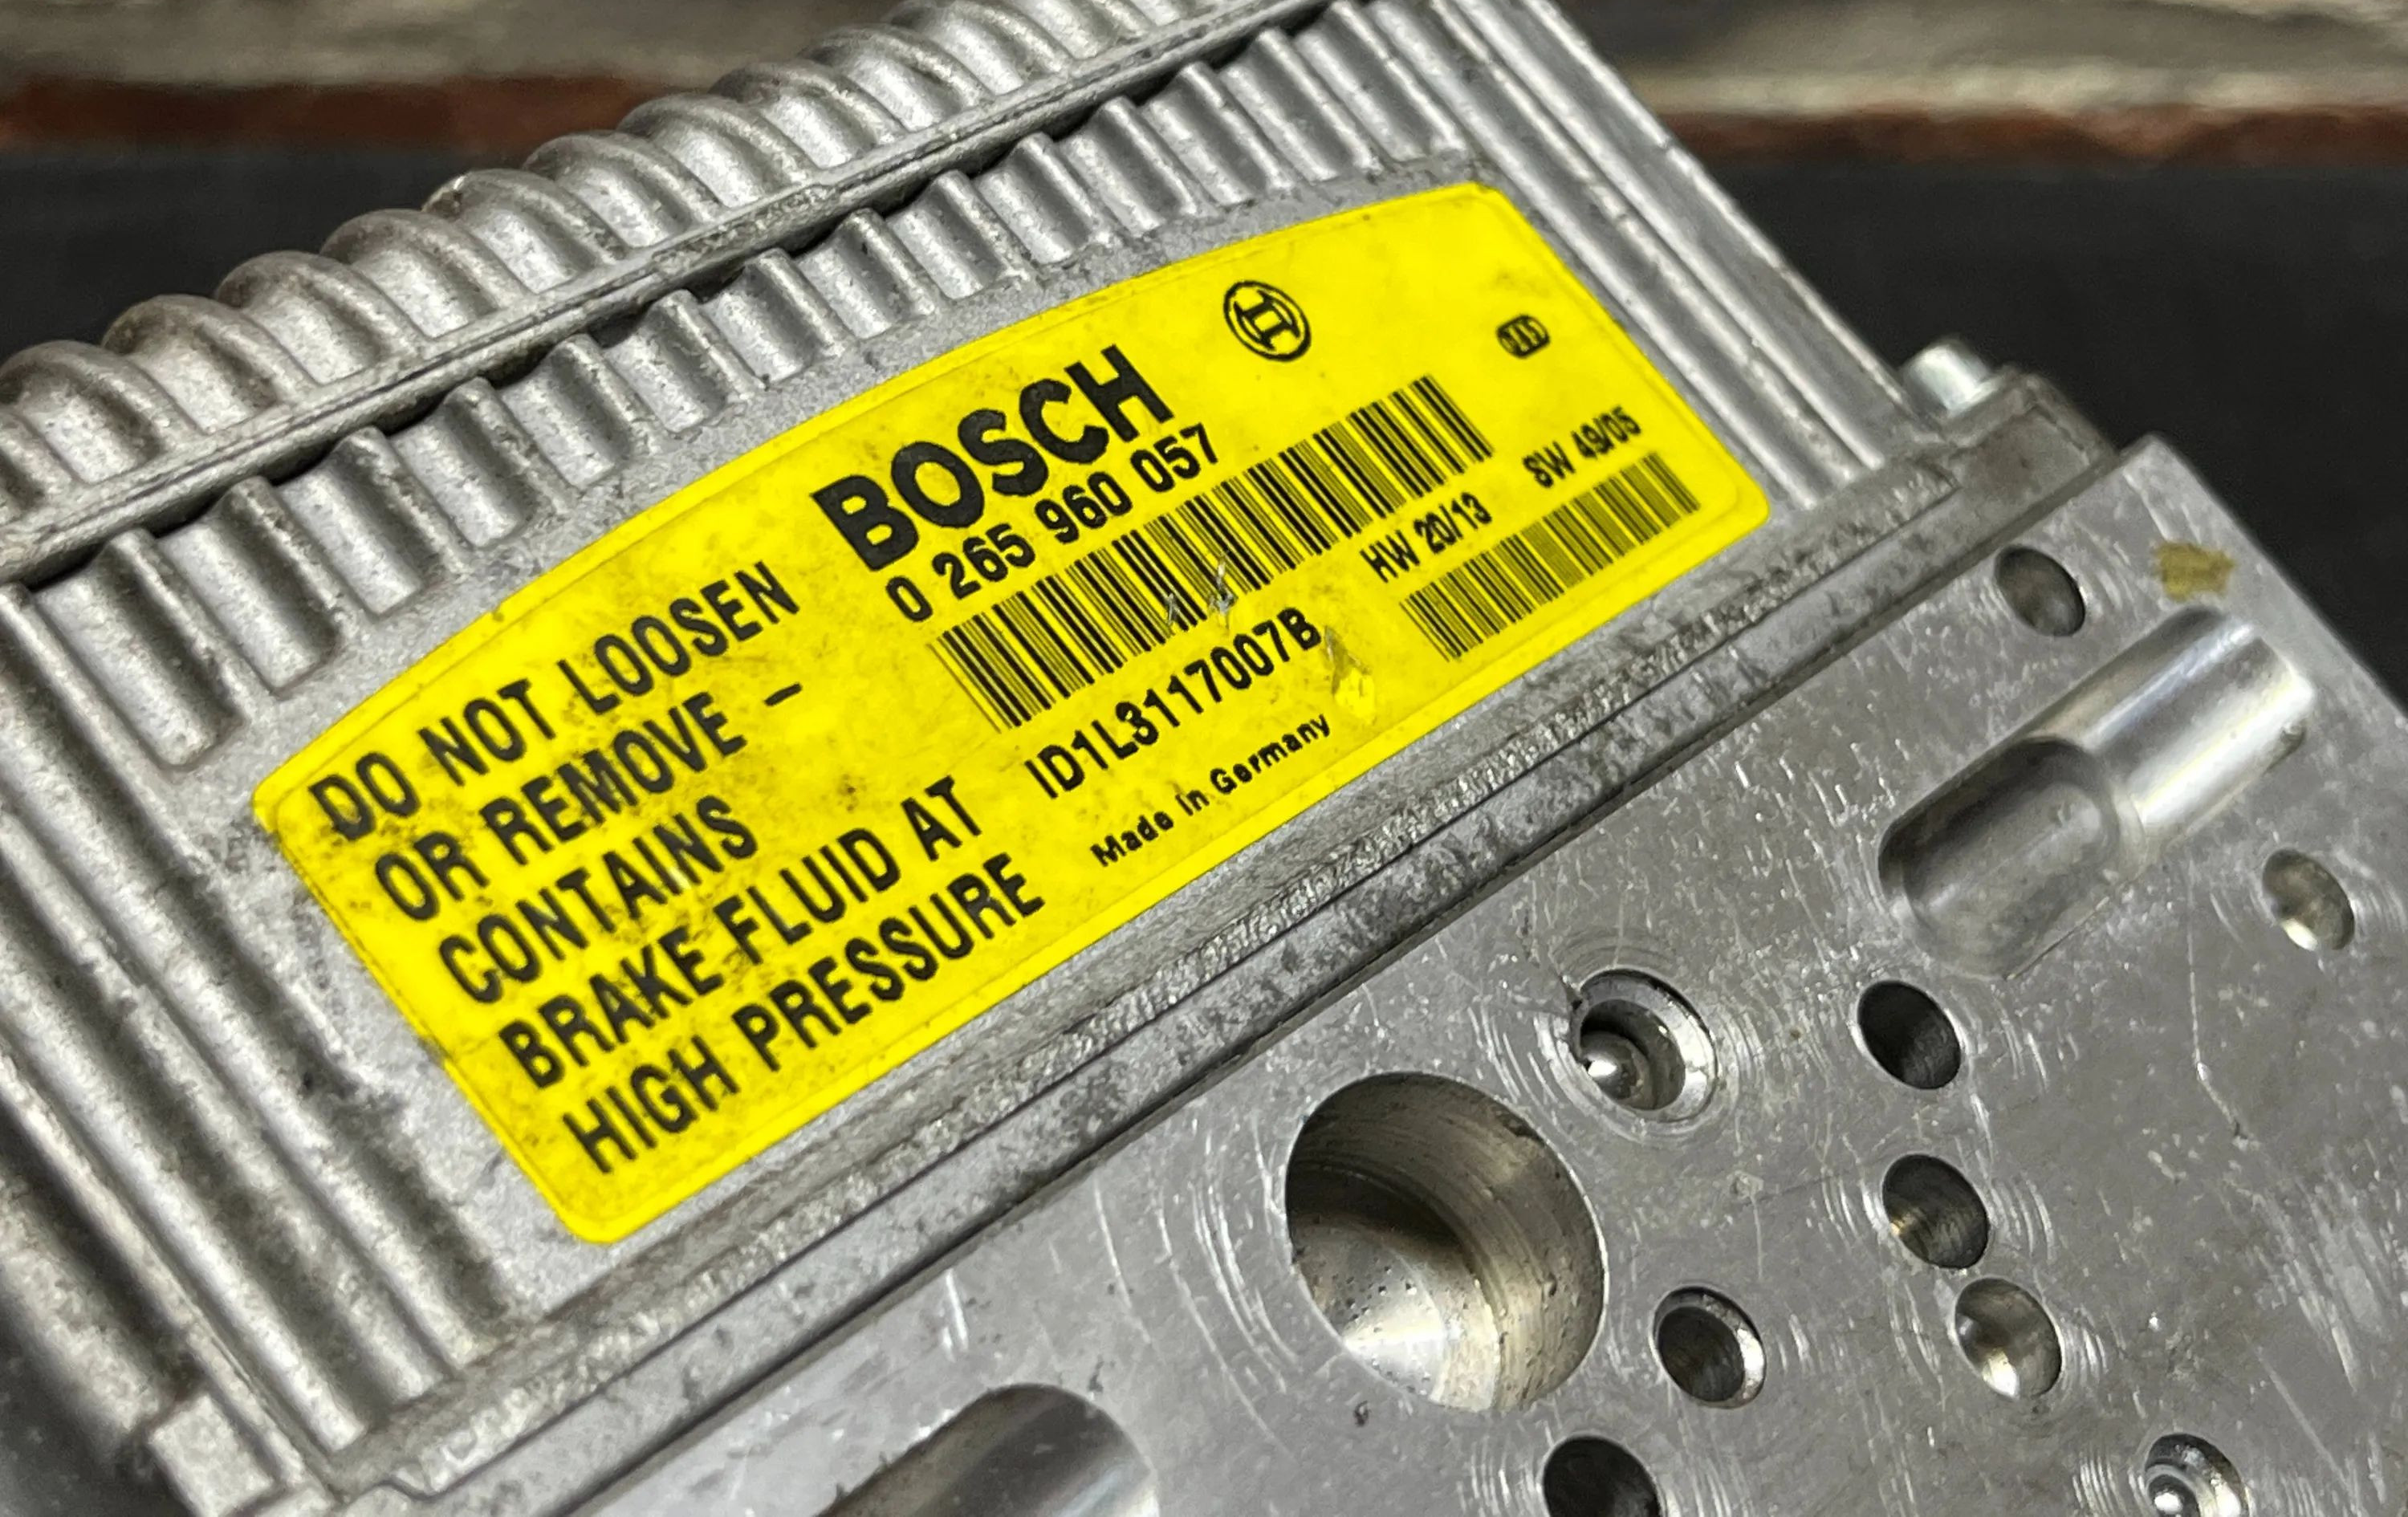 DO NOT LOOSEN
OR REMOVE –
CONTAINS
BRAKE FLUID AT
HIGH PRESSURE
BOSCH
0 265 960 057
ID1L3117007B
Made in Germany
HW 20/13
SW 49/05